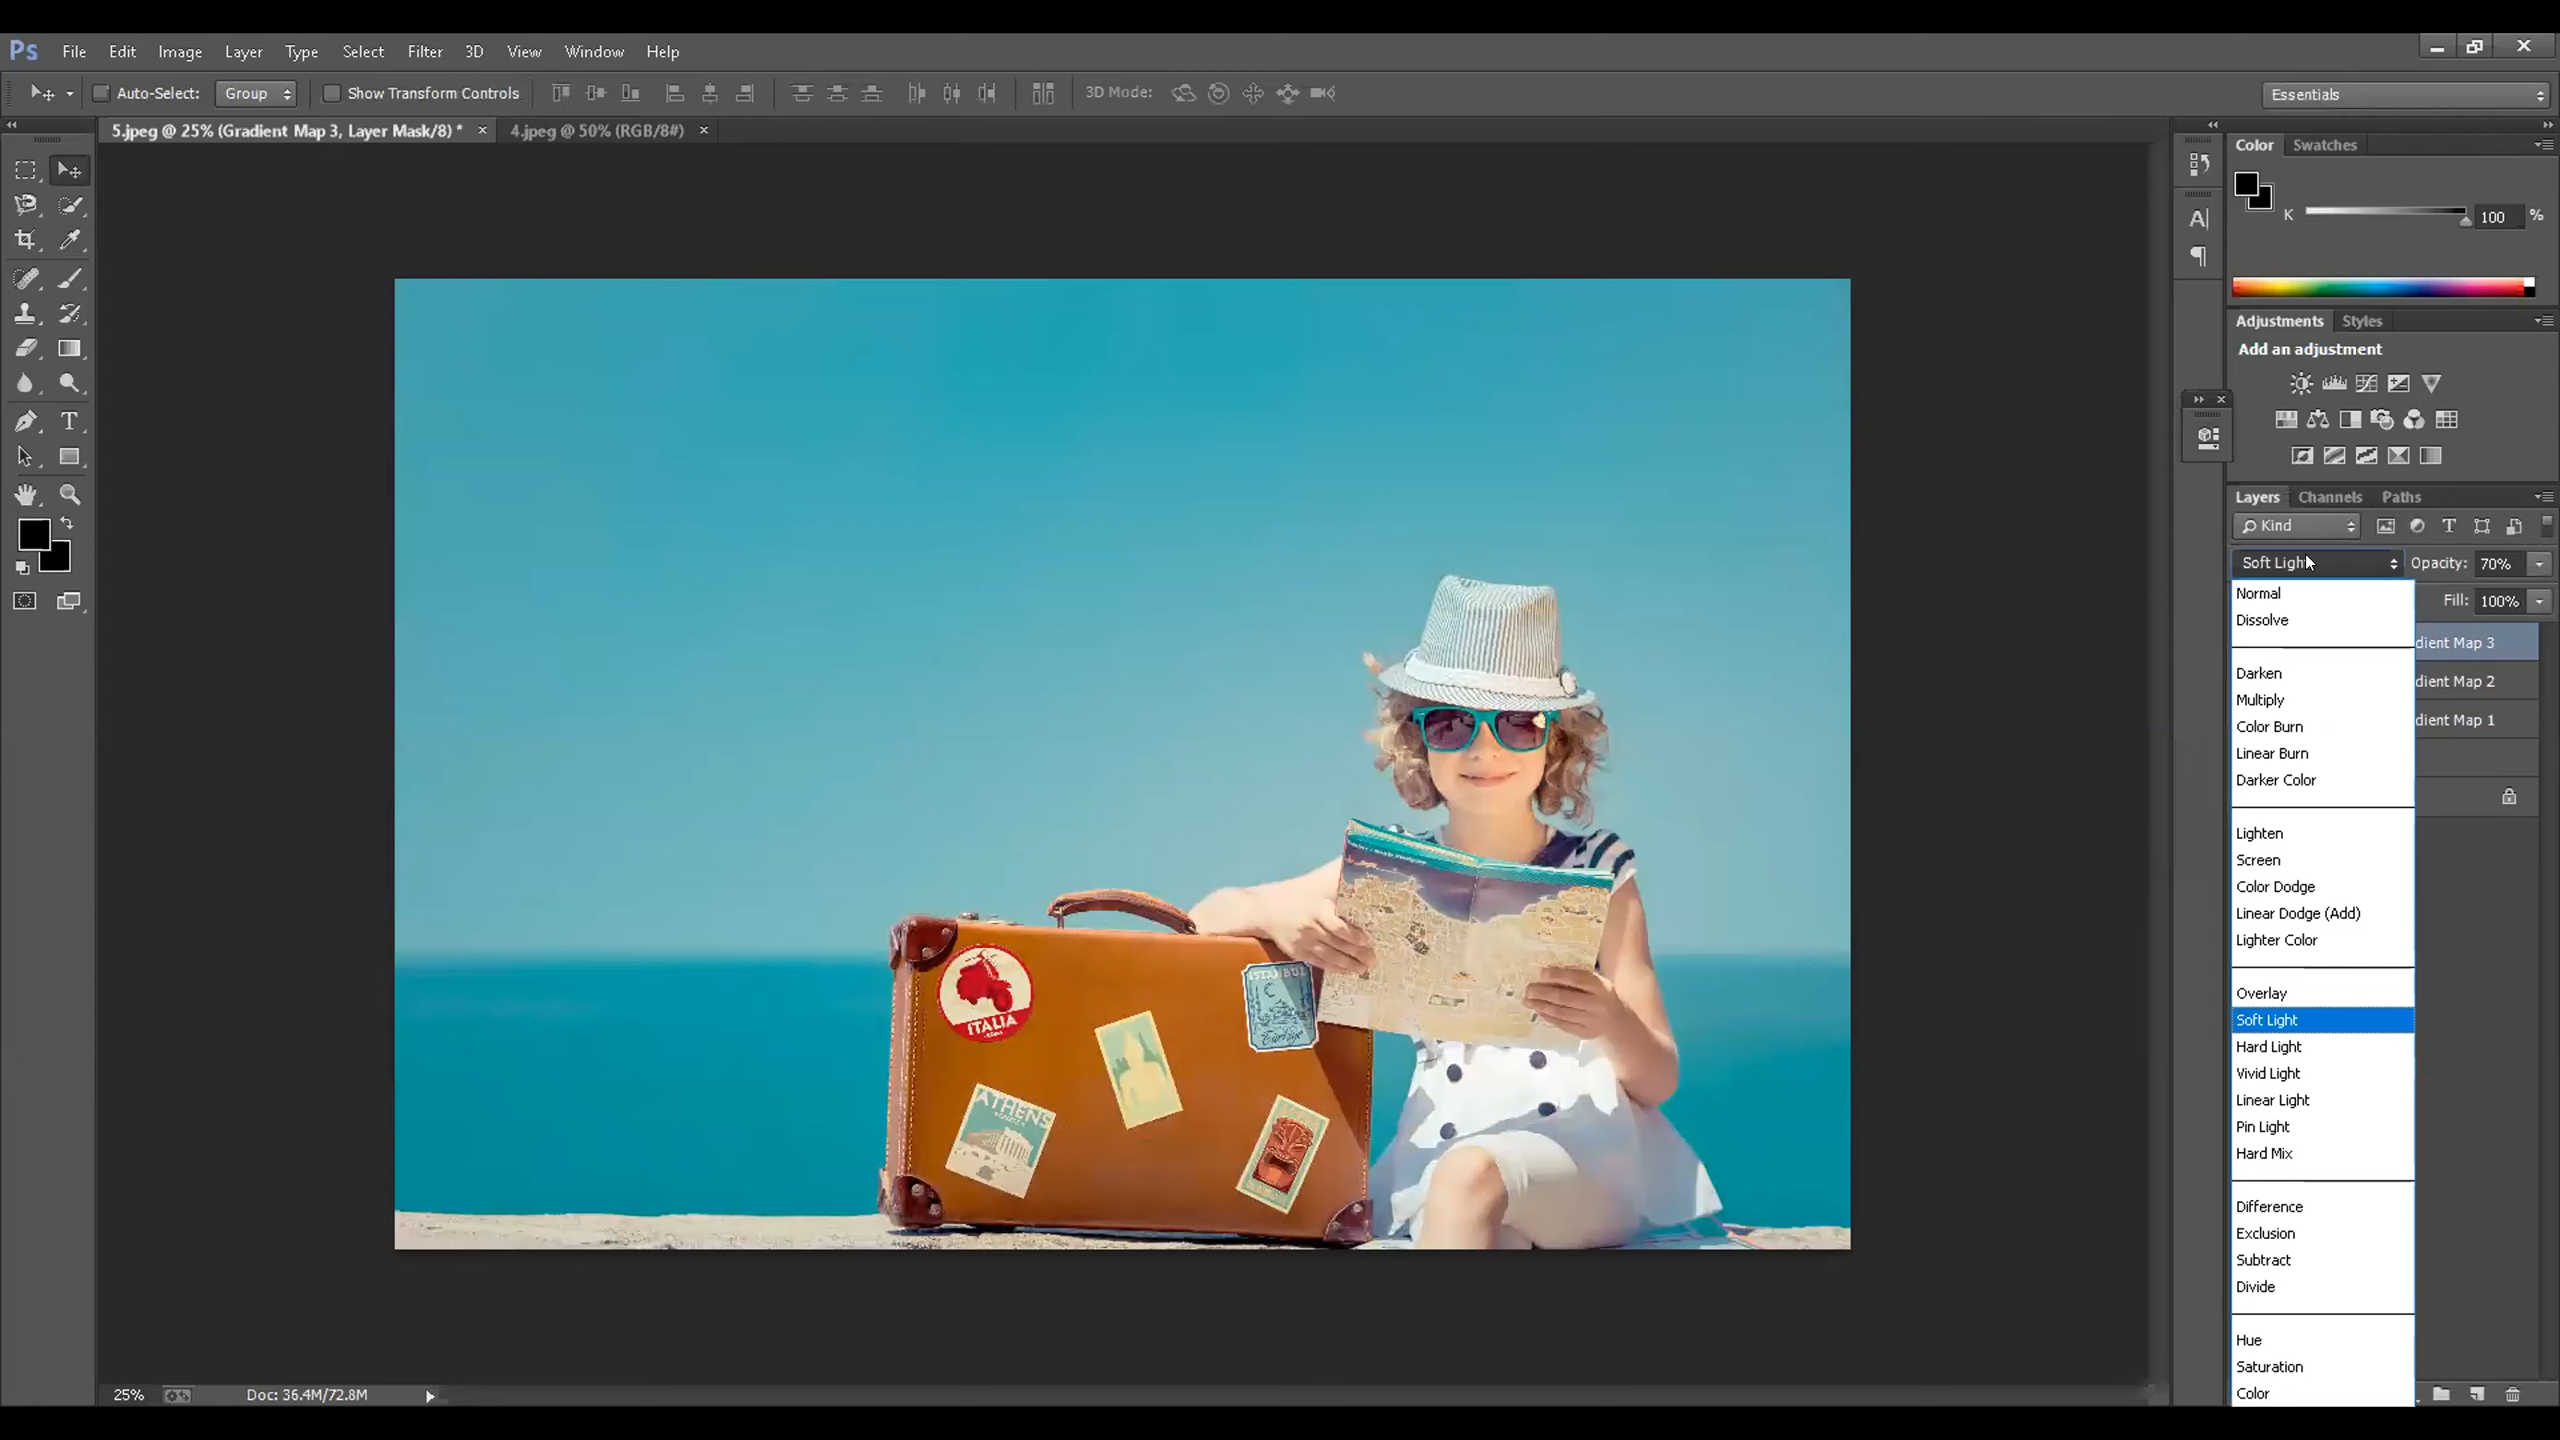 Ps File Edit Image Layer Type Select Filter 3D View Window Help
Auto-Select: Group Show Transform Controls 3D Mode: Essentials
5.jpeg @ 25% (Gradient Map 3, Layer Mask/8) * × 4.jpeg @ 50% (RGB/8#) ×
Color Swatches
K 100 %
Adjustments Styles
Add an adjustment
Layers Channels Paths
Kind
Soft Light Opacity: 70%
Fill: 100%
Normal
Dissolve
dient Map 3
Darken
dient Map 2
Multiply
dient Map 1
Color Burn
Linear Burn
Darker Color
Lighten
Screen
Color Dodge
Linear Dodge (Add)
Lighter Color
Overlay
Soft Light
Hard Light
Vivid Light
Linear Light
Pin Light
Hard Mix
Difference
Exclusion
Subtract
Divide
Hue
Saturation
Color
ISTANBUL
ITALIA
ATHENS
25% Doc: 36.4M/72.8M